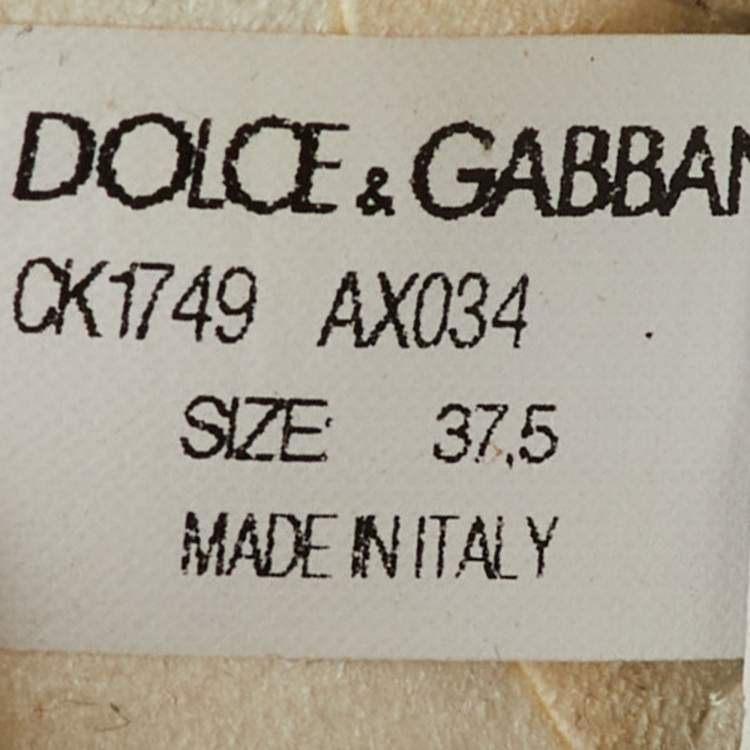 DOLCE & GABBAN
CK1749 AX034
SIZE 37,5
MADE IN ITALY